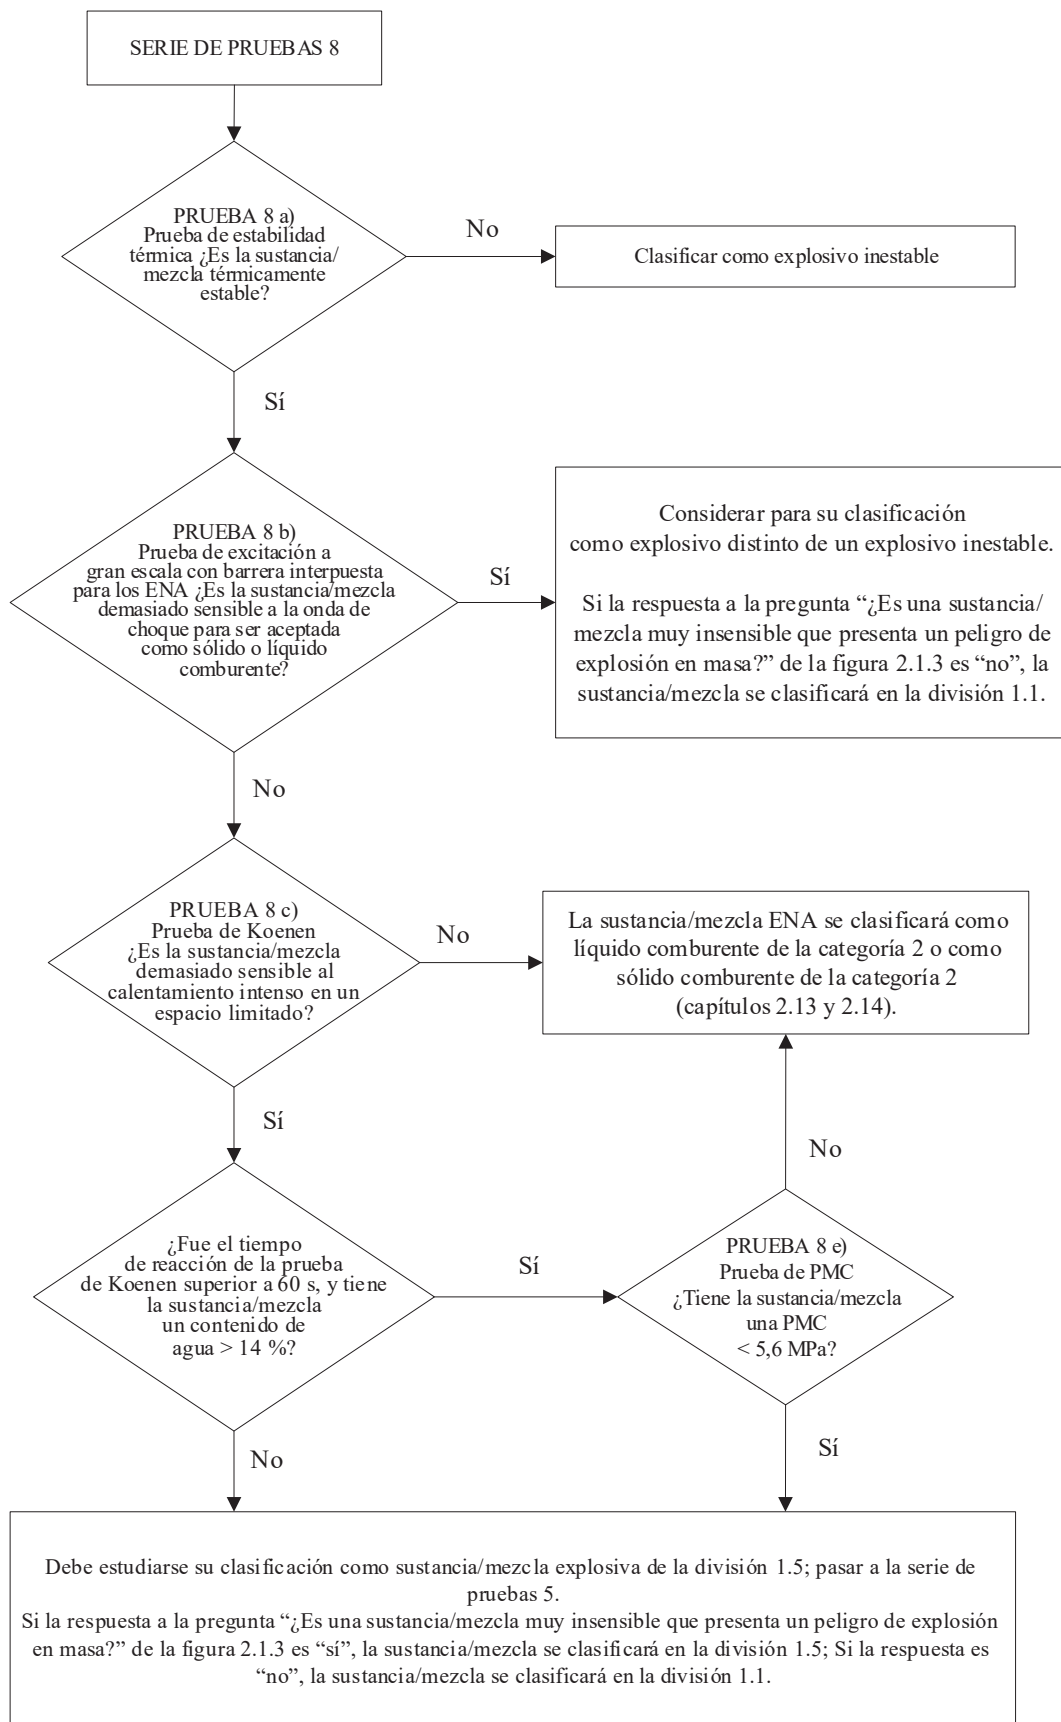 SERIE DE PRUEBAS 8
PRUEBA 8 a)
Prueba de estabilidad
térmica ¿Es la sustancia/
mezcla térmicamente
estable?
No
Clasificar como explosivo inestable
Sí
PRUEBA 8 b)
Prueba de excitación a
gran escala con barrera interpuesta
para los ENA ¿Es la sustancia/mezcla
demasiado sensible a la onda de
choque para ser aceptada
como sólido o líquido
comburente?
Sí
Considerar para su clasificación
como explosivo distinto de un explosivo inestable.
Si la respuesta a la pregunta “¿Es una sustancia/
mezcla muy insensible que presenta un peligro de
explosión en masa?” de la figura 2.1.3 es “no”, la
sustancia/mezcla se clasificará en la división 1.1.
No
PRUEBA 8 c)
Prueba de Koenen
¿Es la sustancia/mezcla
demasiado sensible al
calentamiento intenso en un
espacio limitado?
No
La sustancia/mezcla ENA se clasificará como
líquido comburente de la categoría 2 o como
sólido comburente de la categoría 2
(capítulos 2.13 y 2.14).
Sí
No
¿Fue el tiempo
de reacción de la prueba
de Koenen superior a 60 s, y tiene
la sustancia/mezcla
un contenido de
agua > 14 %?
Sí
PRUEBA 8 e)
Prueba de PMC
¿Tiene la sustancia/mezcla
una PMC
< 5,6 MPa?
No
Sí
Debe estudiarse su clasificación como sustancia/mezcla explosiva de la división 1.5; pasar a la serie de
pruebas 5.
Si la respuesta a la pregunta “¿Es una sustancia/mezcla muy insensible que presenta un peligro de explosión
en masa?” de la figura 2.1.3 es “sí”, la sustancia/mezcla se clasificará en la división 1.5; Si la respuesta es
“no”, la sustancia/mezcla se clasificará en la división 1.1.